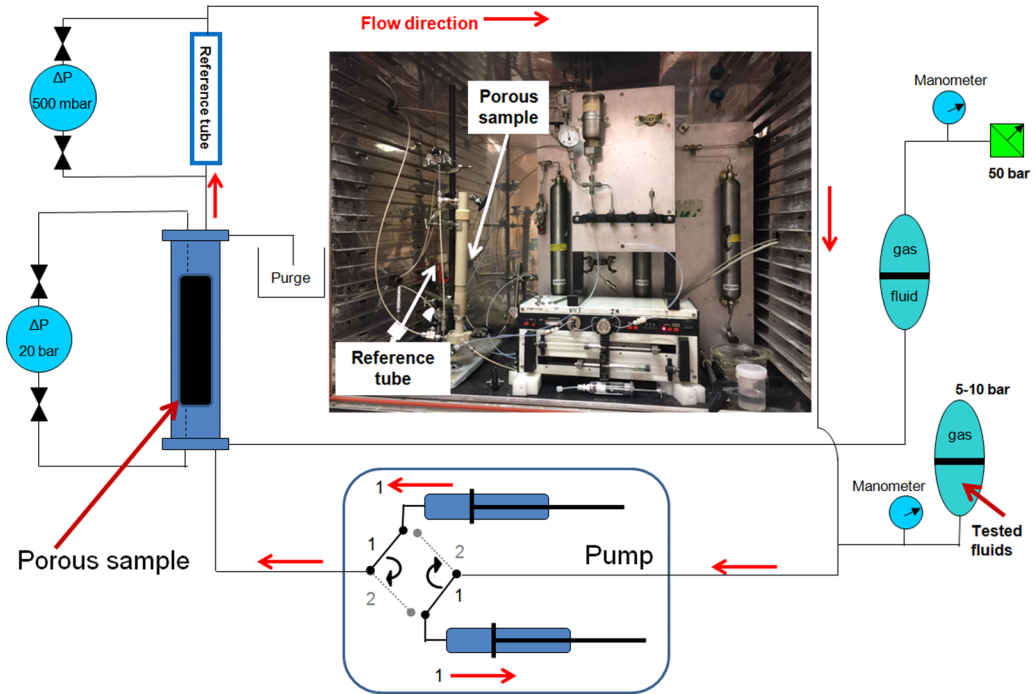 Flow direction
ΔP
500 mbar
Reference tube
Manometer
50 bar
Porous
sample
gas
fluid
Purge
ΔP
20 bar
Reference
tube
5-10 bar
gas
Manometer
Tested
fluids
Porous sample
1
1
2
2
1
Pump
1